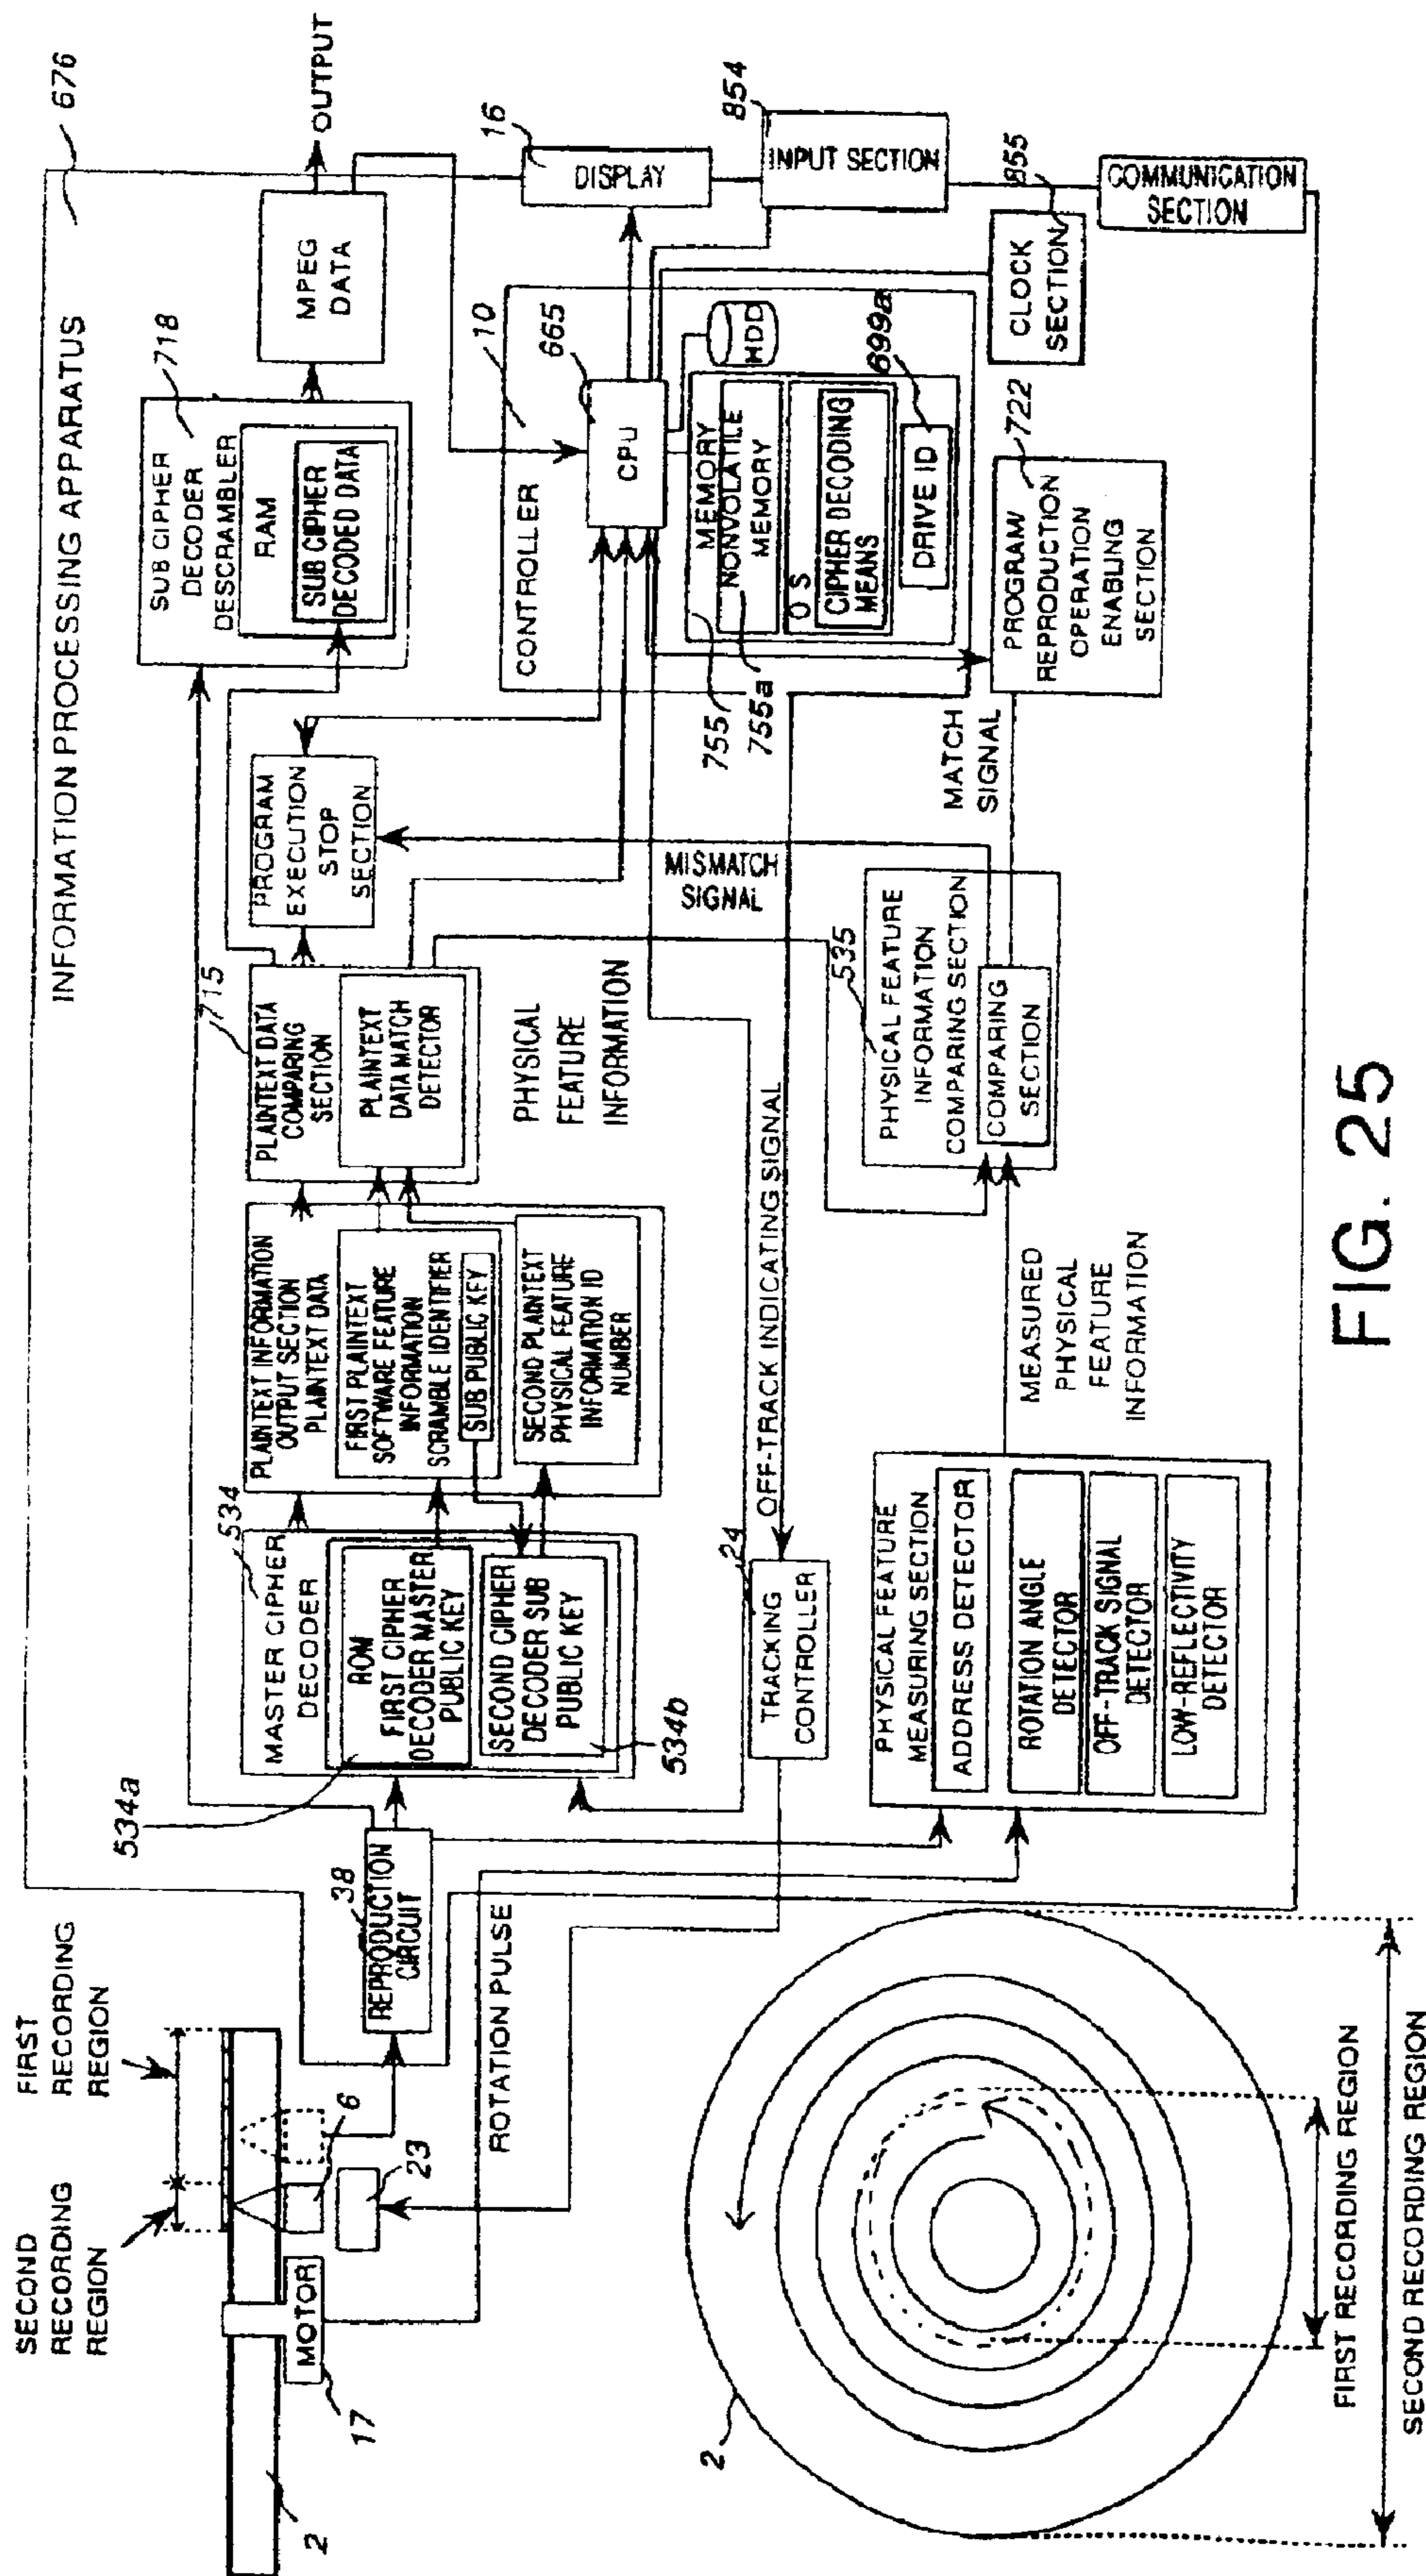 INFORMATION PROCESSING APPARATUS
676
SECOND
RECORDING
REGION
FIRST
RECORDING
REGION
2
MOTOR
17
6
23
ROTATION PULSE
38
REPRODUCTION
CIRCUIT
534a
534
MASTER CIPHER
DECODER
ROM
FIRST CIPHER
DECODER MASTER
PUBLIC KEY
SECOND CIPHER
DECODER SUB
PUBLIC KEY
534b
PLAINTEXT INFORMATION
OUTPUT SECTION
PLAINTEXT DATA
FIRST PLAINTEXT
SOFTWARE FEATURE
INFORMATION
SCRAMBLE IDENTIFIER
SUB PUBLIC KEY
SECOND PLAINTEXT
PHYSICAL FEATURE
INFORMATION ID
NUMBER
715
PLAINTEXT DATA
COMPARING
SECTION
PLAINTEXT
DATA MATCH
DETECTOR
PHYSICAL
FEATURE
INFORMATION
PROGRAM
EXECUTION
STOP
SECTION
SUB CIPHER
DECODER
DESCRAMBLER
718
RAM
SUB CIPHER
DECODED DATA
MPEG
DATA
OUTPUT
16
DISPLAY
854
INPUT SECTION
855
CLOCK
SECTION
COMMUNICATION
SECTION
CONTROLLER
10
665
CPU
HDD
MEMORY
NONVOLATILE
MEMORY
O S
CIPHER DECODING
MEANS
699a
DRIVE ID
755
755a
722
PROGRAM
REPRODUCTION
OPERATION
ENABLING
SECTION
MATCH
SIGNAL
MISMATCH
SIGNAL
535
PHYSICAL FEATURE
INFORMATION
COMPARING SECTION
COMPARING
SECTION
OFF-TRACK INDICATING SIGNAL
24
TRACKING
CONTROLLER
MEASURED
PHYSICAL
FEATURE
INFORMATION
PHYSICAL FEATURE
MEASURING SECTION
ADDRESS DETECTOR
ROTATION ANGLE
DETECTOR
OFF-TRACK SIGNAL
DETECTOR
LOW-REFLECTIVITY
DETECTOR
2
FIRST RECORDING REGION
SECOND RECORDING REGION
FIG. 25